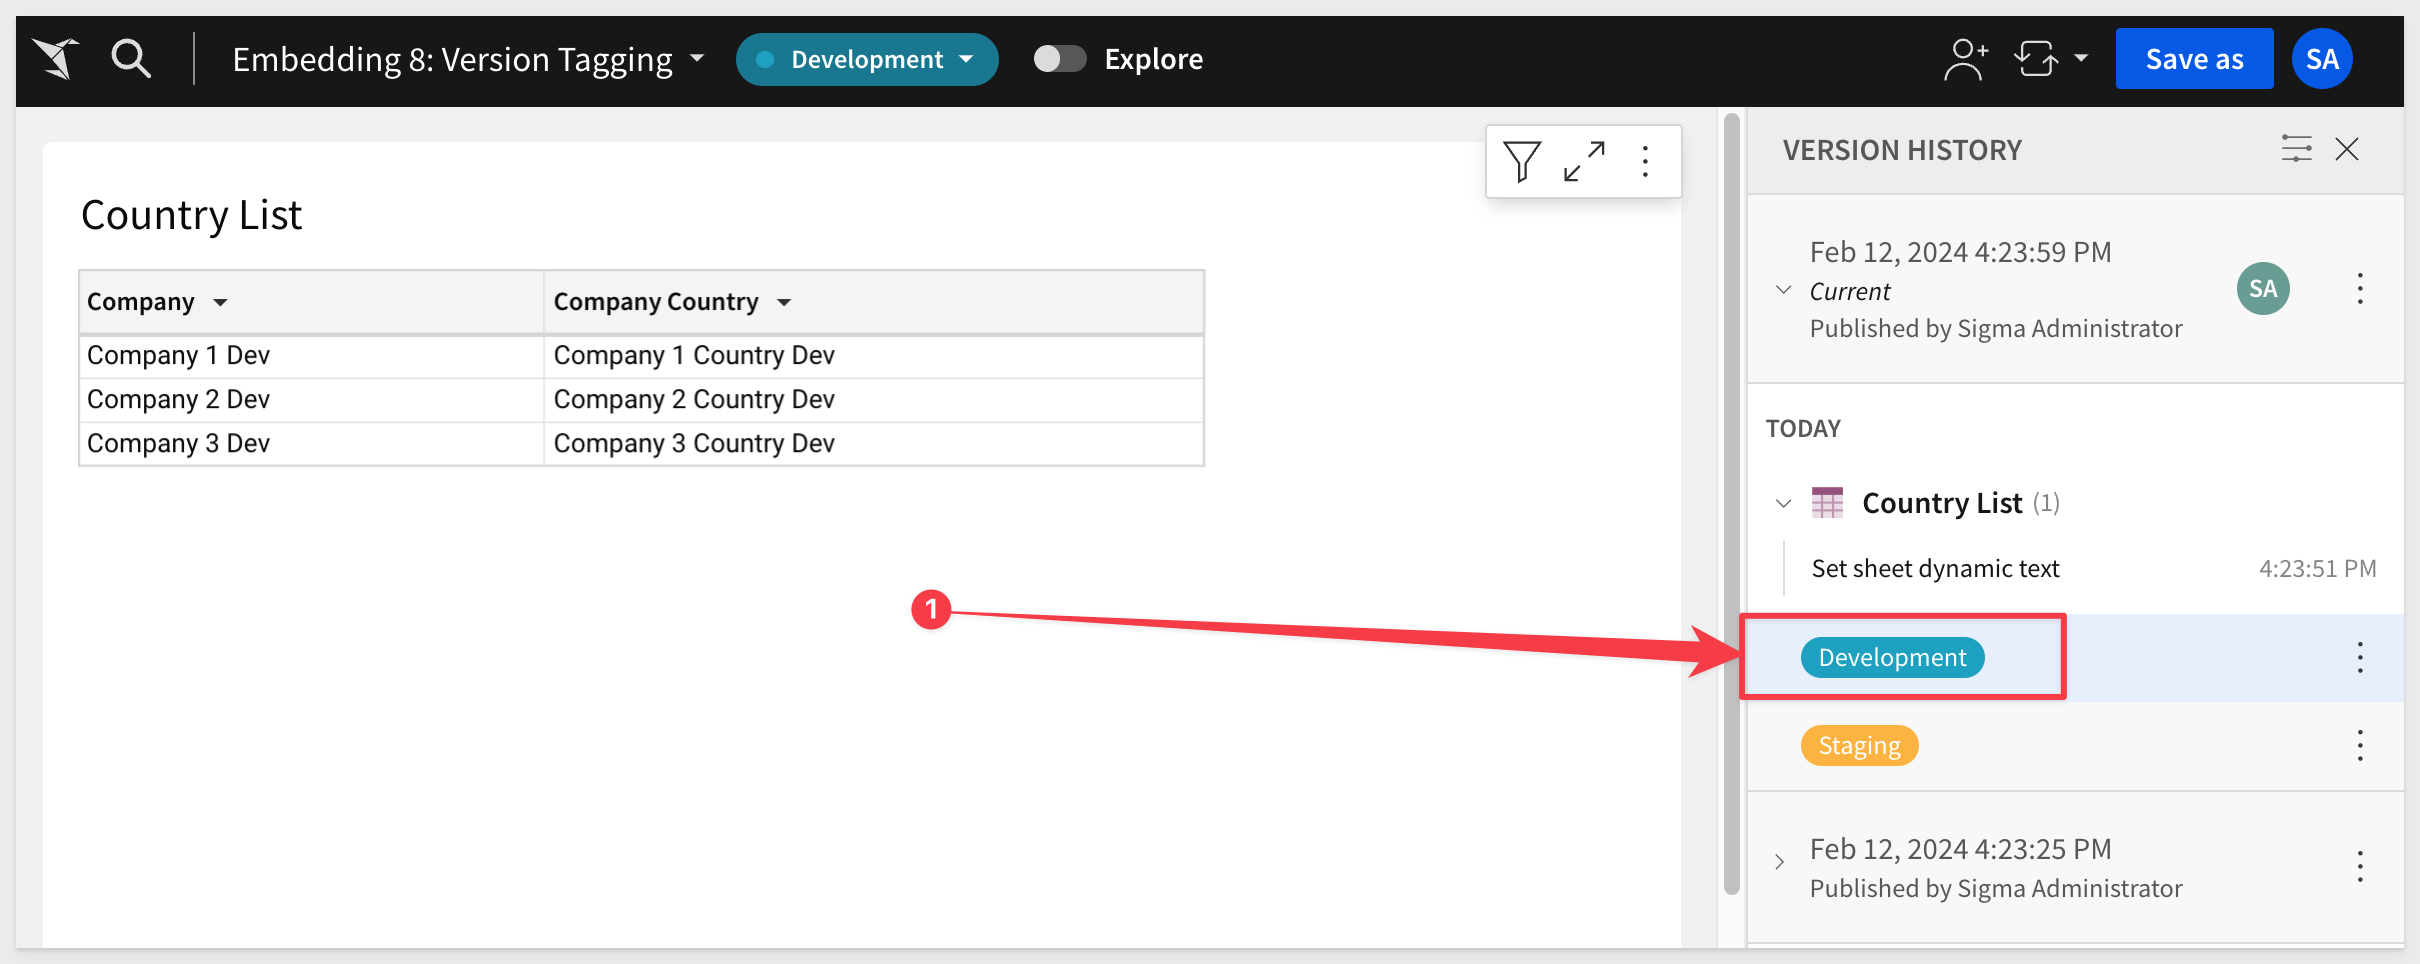 Embedding 8: Version Tagging
Development
Explore
Save as
SA
Country List
Company
Company Country
Company 1 Dev
Company 1 Country Dev
Company 2 Dev
Company 2 Country Dev
Company 3 Dev
Company 3 Country Dev
1
VERSION HISTORY
Feb 12, 2024 4:23:59 PM
Current
Published by Sigma Administrator
SA
TODAY
Country List (1)
Set sheet dynamic text
4:23:51 PM
Development
Staging
Feb 12, 2024 4:23:25 PM
Published by Sigma Administrator